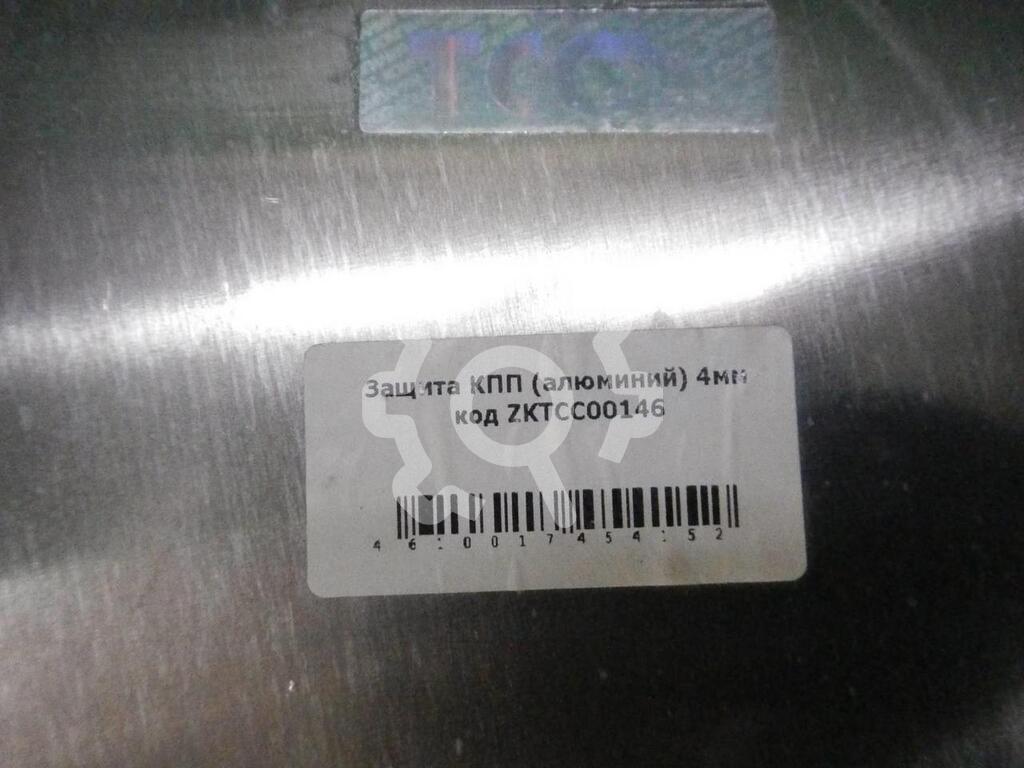 TCC
Защита КПП (алюминий) 4мм
код ZKTCC00146
4610017454152